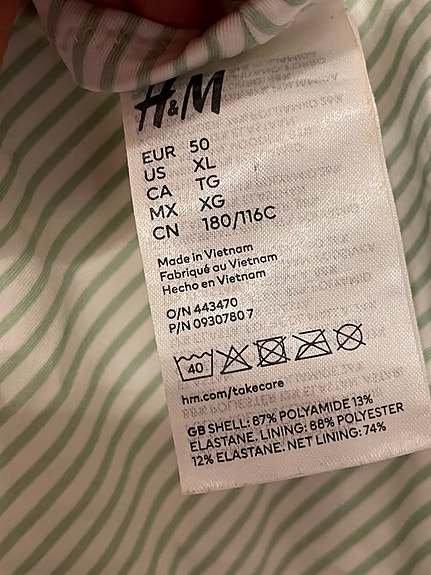 H&M
EUR 50
US XL
CA TG
MX XG
CN 180/116C
Made in Vietnam
Fabriqué au Vietnam
Hecho en Vietnam
O/N 443470
P/N 0930780 7
40
hm.com/takecare
GB SHELL: 87% POLYAMIDE 13%
ELASTANE. LINING: 88% POLYESTER
12% ELASTANE. NET LINING: 74%